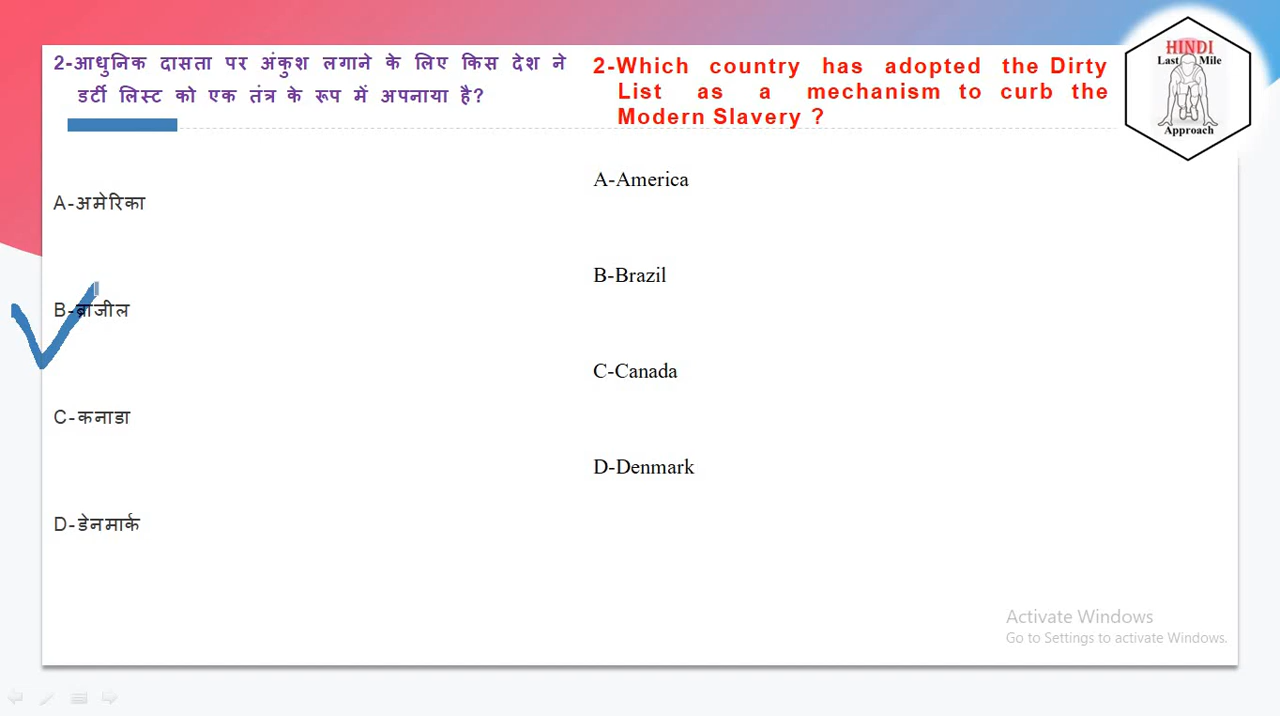 2-आधुनिक दासता पर अंकुश लगाने के लिए किस देश ने
डर्टी लिस्ट को एक तंत्र के रूप में अपनाया है?
A-अमेरिका
B-ब्राजील
C-कनाडा
D-डेनमार्क
2-Which country has adopted the Dirty
List as a mechanism to curb the
Modern Slavery ?
A-America
B-Brazil
C-Canada
D-Denmark
HINDI
Last Mile
Approach
Activate Windows
Go to Settings to activate Windows.